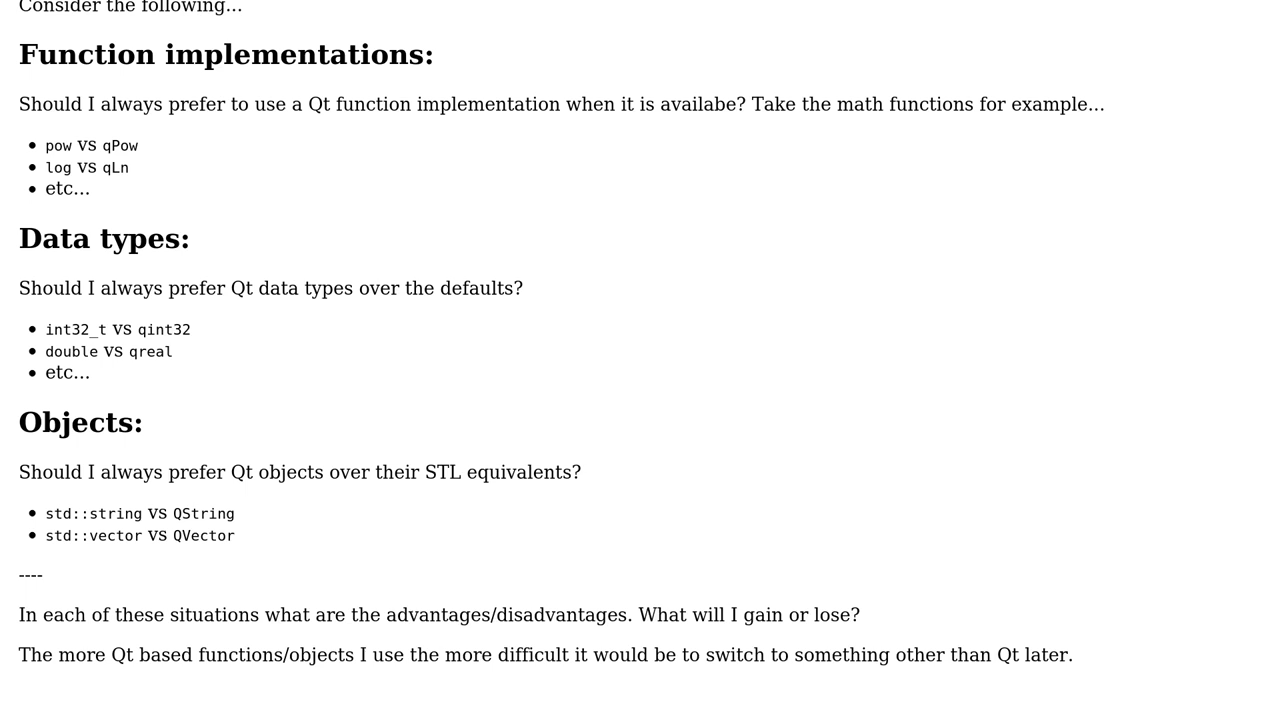 Consider the following...
Function implementations:
Should I always prefer to use a Qt function implementation when it is availabe? Take the math functions for example...
• pow vs qPow
• log vs qLn
• etc...
Data types:
Should I always prefer Qt data types over the defaults?
• int32_t vs qint32
• double vs qreal
• etc...
Objects:
Should I always prefer Qt objects over their STL equivalents?
• std::string vs QString
• std::vector vs QVector
----
In each of these situations what are the advantages/disadvantages. What will I gain or lose?
The more Qt based functions/objects I use the more difficult it would be to switch to something other than Qt later.